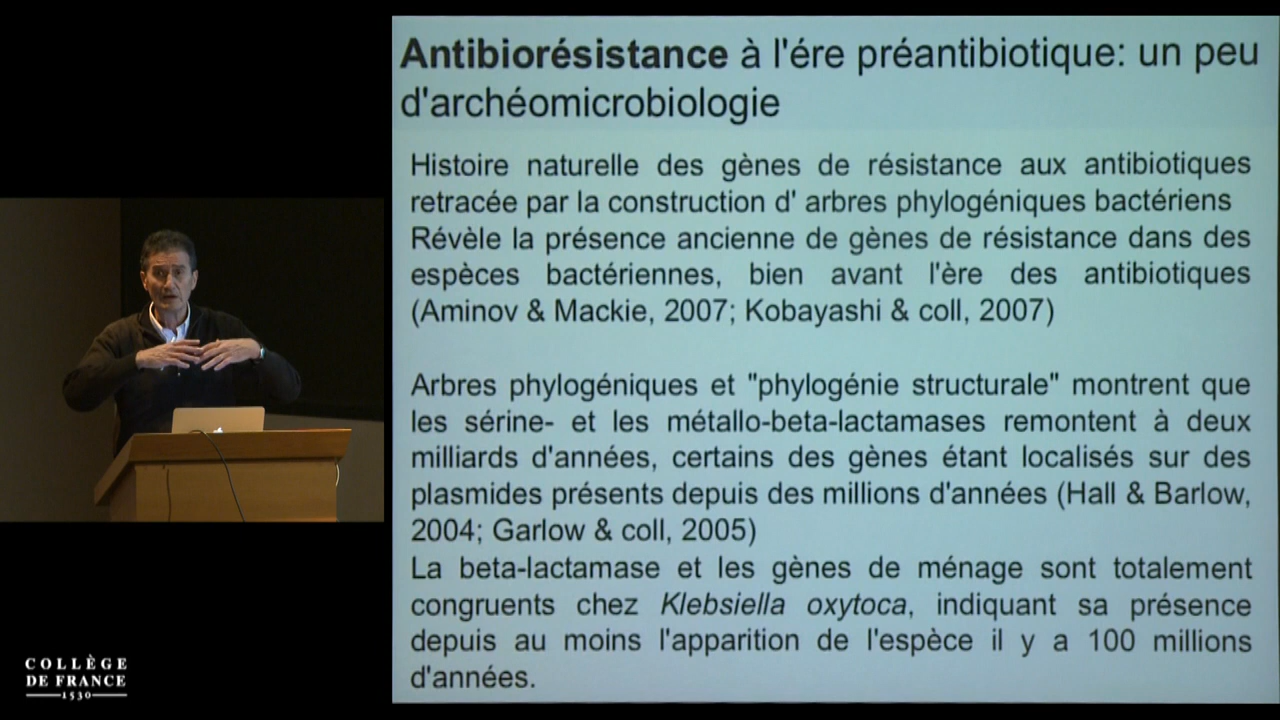 Antibiorésistance à l'ére préantibiotique: un peu
d'archéomicrobiologie
Histoire naturelle des gènes de résistance aux antibiotiques
retracée par la construction d' arbres phylogéniques bactériens
Révèle la présence ancienne de gènes de résistance dans des
espèces bactériennes, bien avant l'ère des antibiotiques
(Aminov & Mackie, 2007; Kobayashi & coll, 2007)
Arbres phylogéniques et "phylogénie structurale" montrent que
les sérine- et les métallo-beta-lactamases remontent à deux
milliards d'années, certains des gènes étant localisés sur des
plasmides présents depuis des millions d'années (Hall & Barlow,
2004; Garlow & coll, 2005)
La beta-lactamase et les gènes de ménage sont totalement
congruents chez Klebsiella oxytoca, indiquant sa présence
depuis au moins l'apparition de l'espèce il y a 100 millions
d'années.
COLLÈGE
DE FRANCE
1530